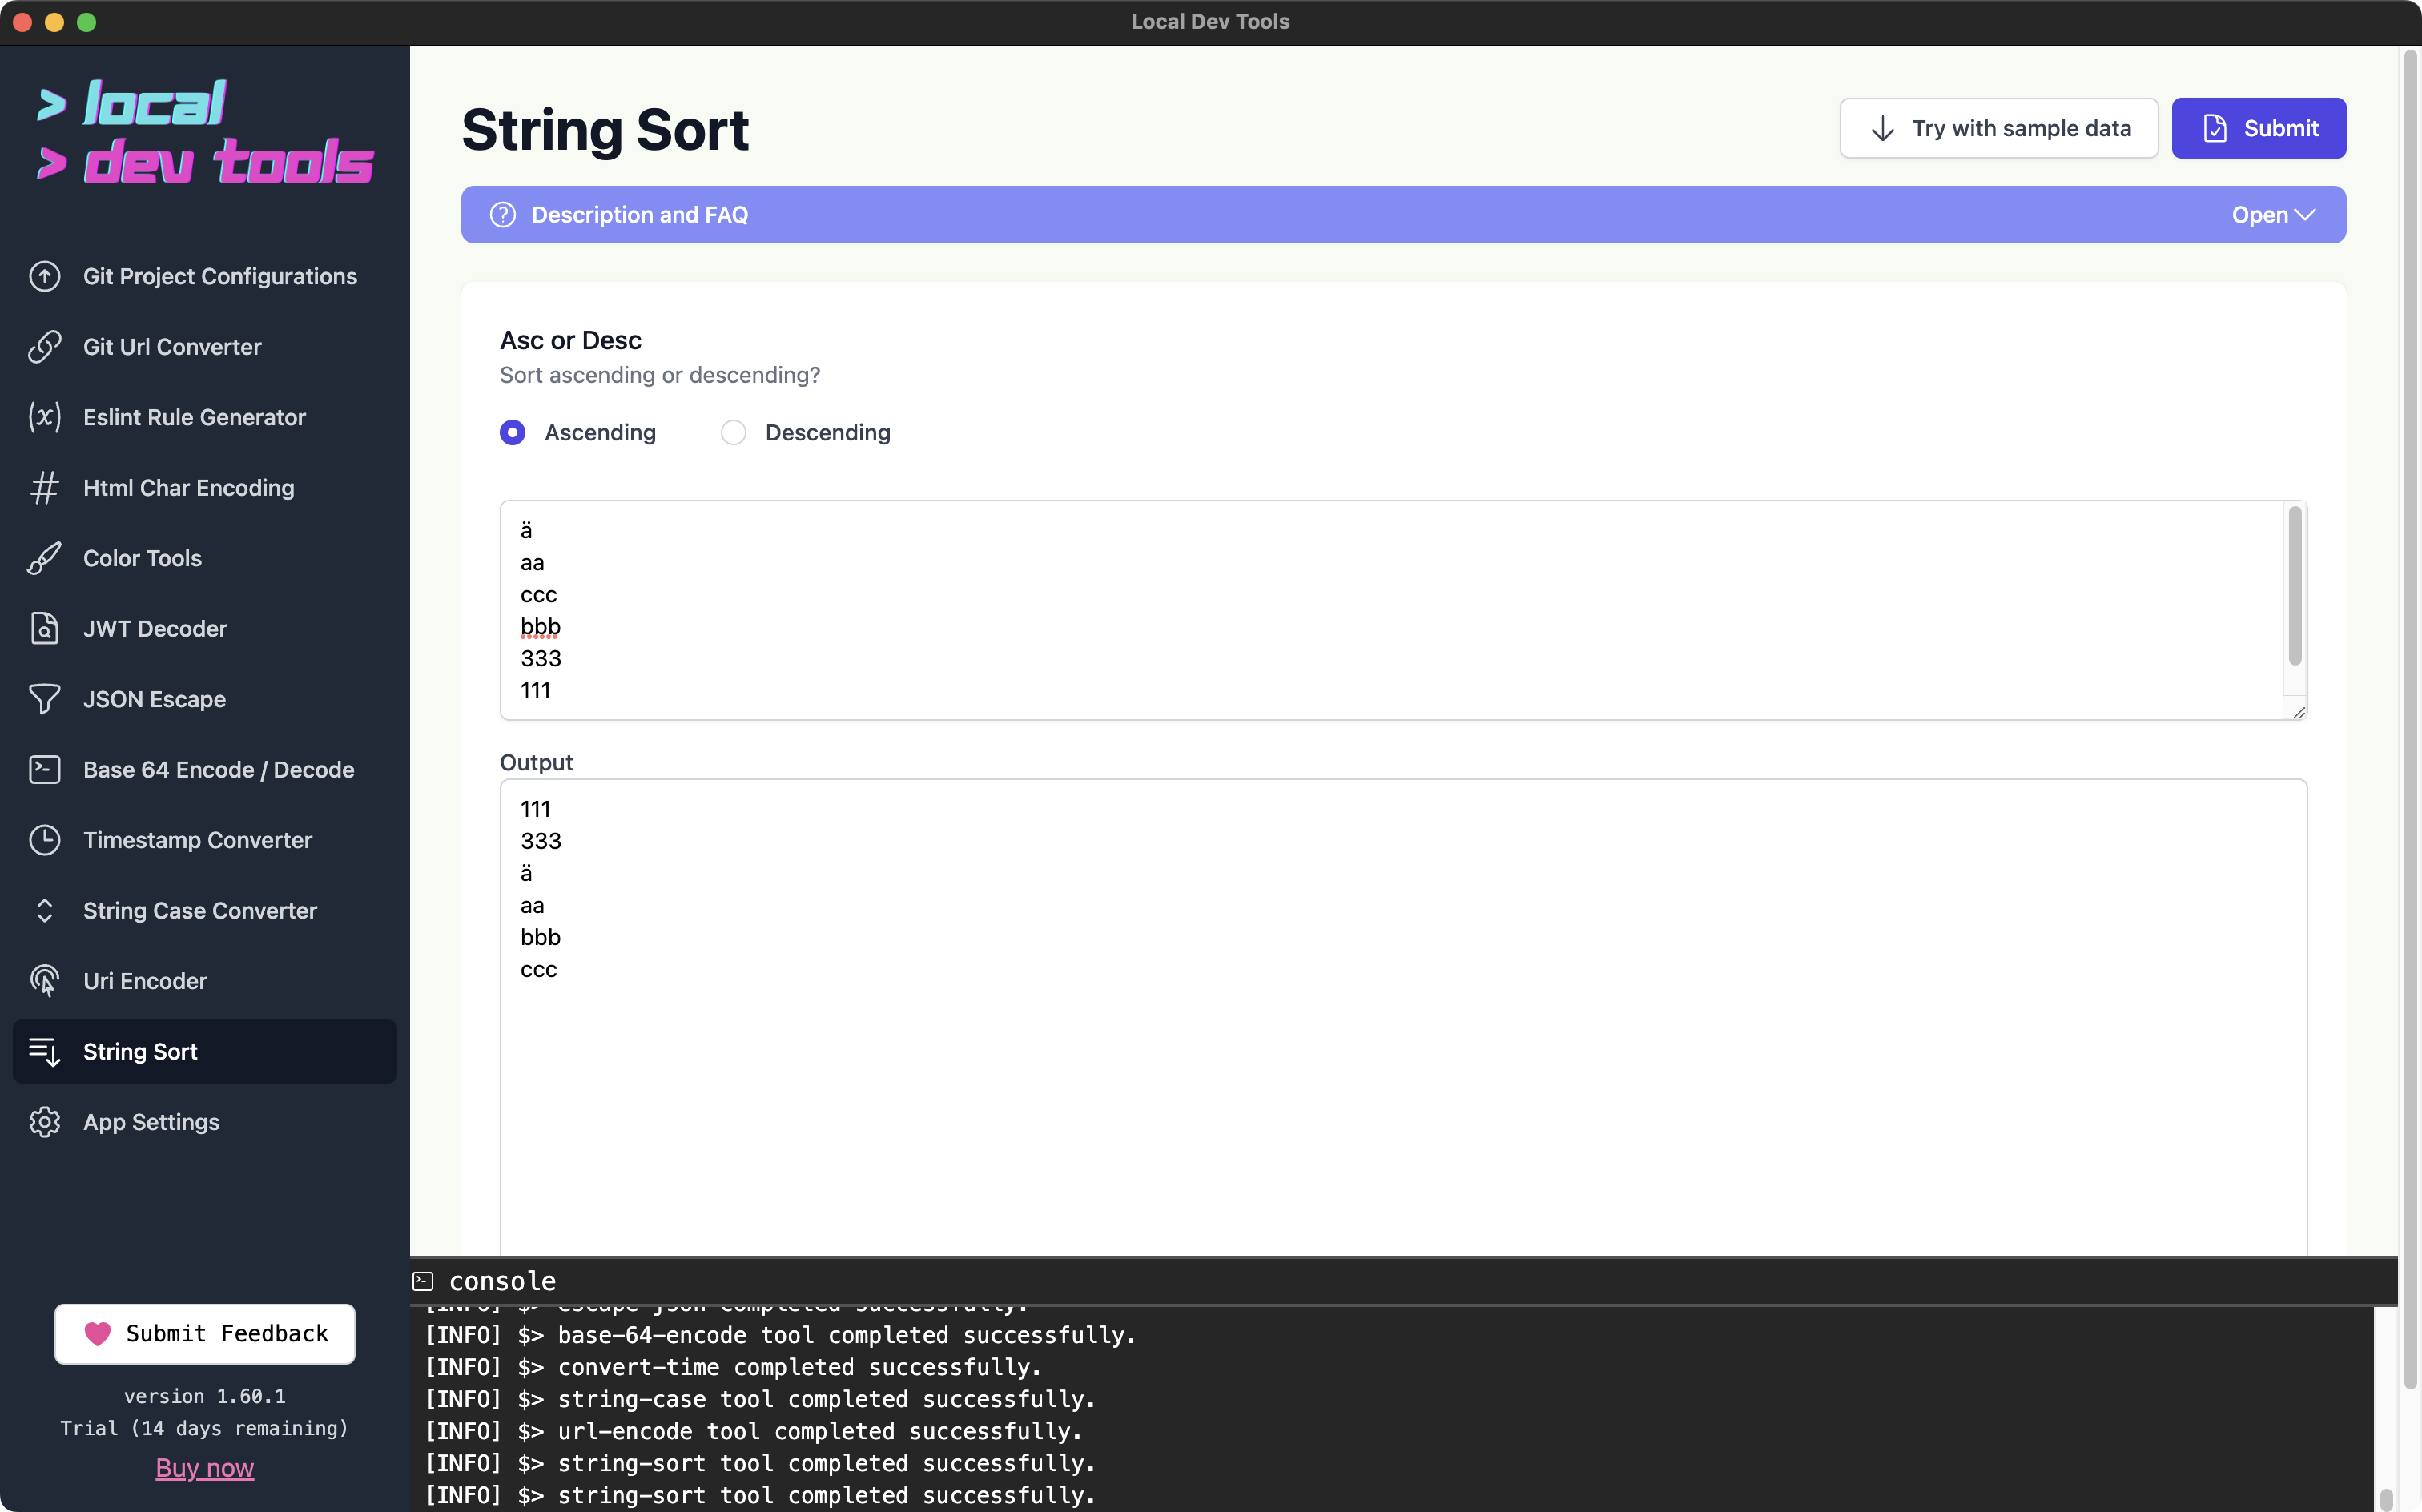 Local Dev Tools
> local
> dev tools
Git Project Configurations
Git Url Converter
Eslint Rule Generator
Html Char Encoding
Color Tools
JWT Decoder
JSON Escape
Base 64 Encode / Decode
Timestamp Converter
String Case Converter
Uri Encoder
String Sort
App Settings
Submit Feedback
version 1.60.1
Trial (14 days remaining)
Buy now
String Sort
Try with sample data
Submit
Description and FAQ
Open
Asc or Desc
Sort ascending or descending?
Ascending
Descending
ä
aa
ccc
bbb
333
111
Output
111
333
ä
aa
bbb
ccc
console
[INFO] $> escape-json completed successfully.
[INFO] $> base-64-encode tool completed successfully.
[INFO] $> convert-time completed successfully.
[INFO] $> string-case tool completed successfully.
[INFO] $> url-encode tool completed successfully.
[INFO] $> string-sort tool completed successfully.
[INFO] $> string-sort tool completed successfully.